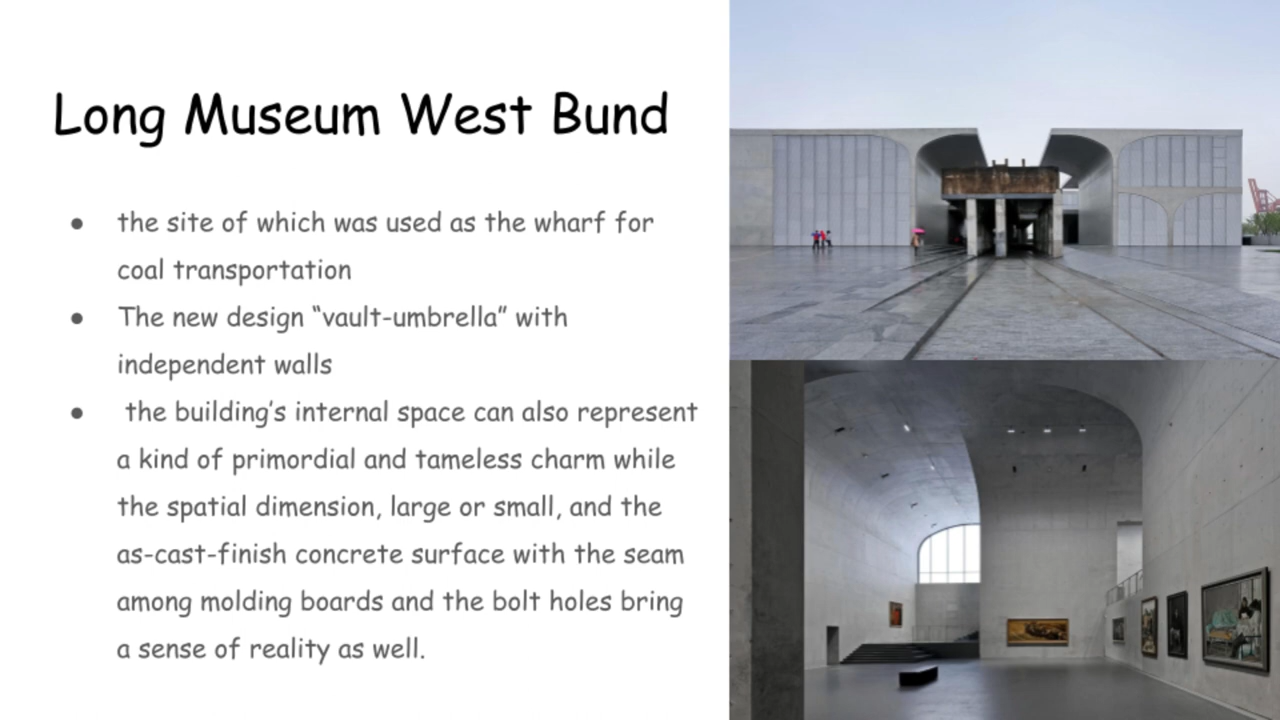 Long Museum West Bund
● the site of which was used as the wharf for
coal transportation
● The new design “vault-umbrella” with
independent walls
● the building’s internal space can also represent
a kind of primordial and tameless charm while
the spatial dimension, large or small, and the
as-cast-finish concrete surface with the seam
among molding boards and the bolt holes bring
a sense of reality as well.